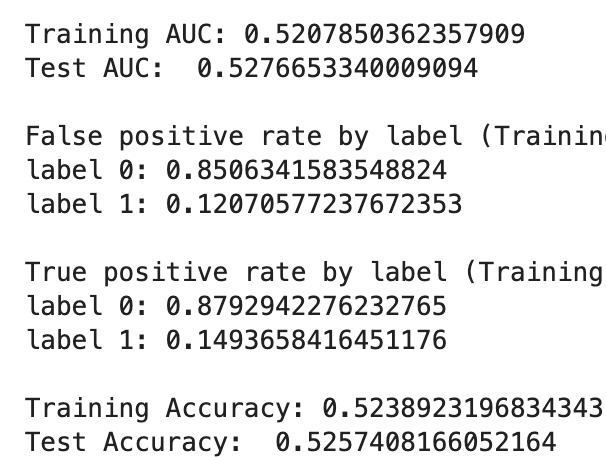 Training AUC: 0.5207850362357909
Test AUC:  0.5276653340009094
False positive rate by label (Trainin
label 0: 0.8506341583548824
label 1: 0.12070577237672353
True positive rate by label (Training
label 0: 0.8792942276232765
label 1: 0.1493658416451176
Training Accuracy: 0.5238923196834343
Test Accuracy:  0.5257408166052164